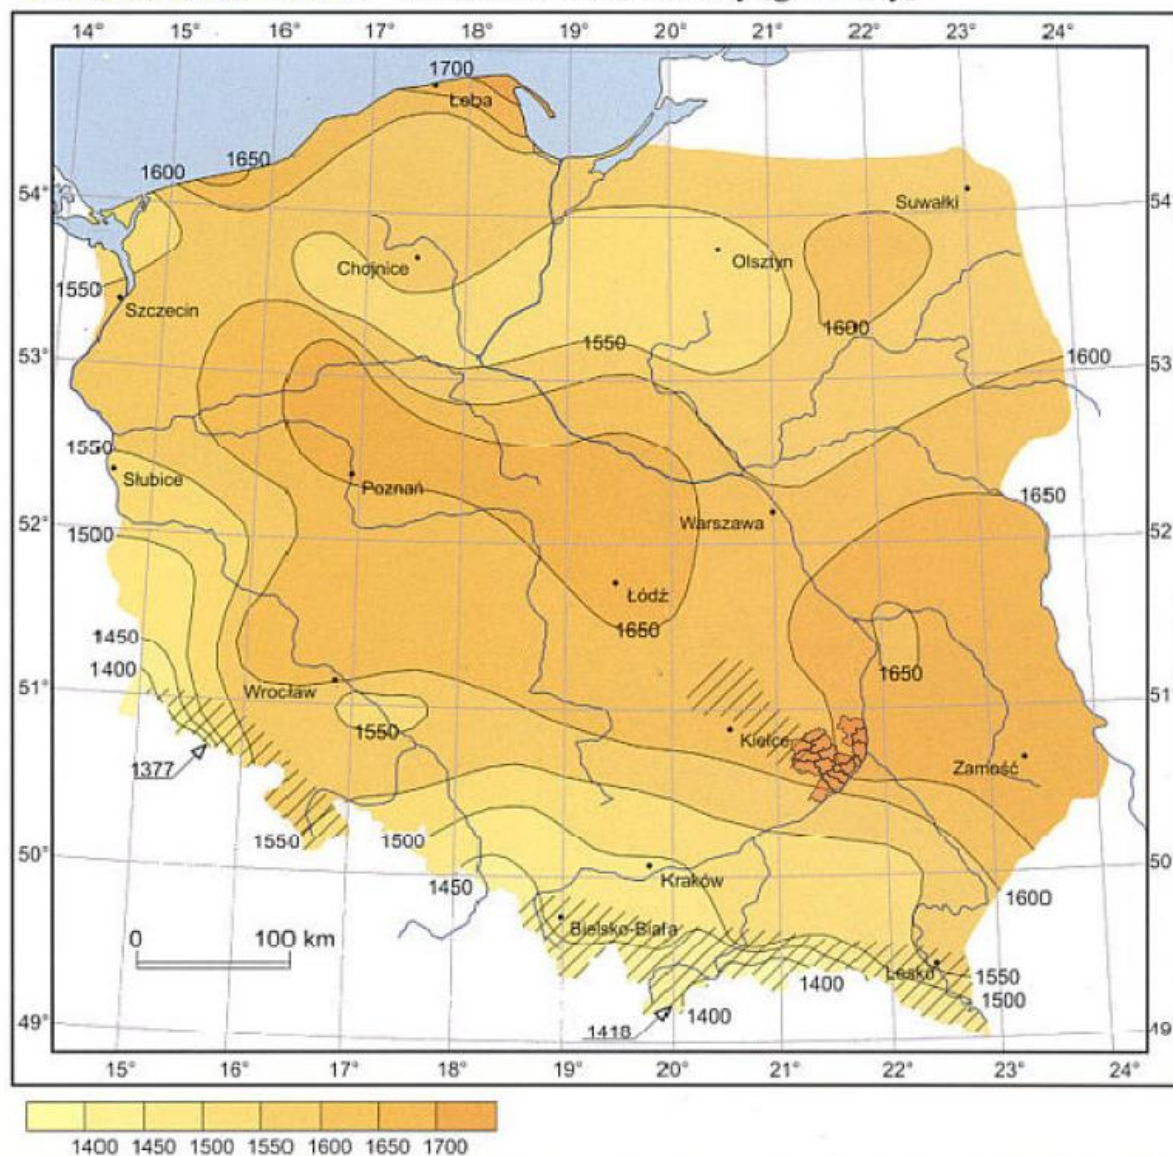 14° 15° 16° 17° 18° 19° 20° 21° 22° 23° 24°
1700
Łeba
1650
1600
54°
54
Suwałki
Olsztyn
Chojnice
1550
Szczecin
1600
1550
53°
1600
53
1550
Słubice
Poznań
1650
Warszawa
52°
52
1500
Łódź
1650
1450
1400
1650
51°
51
Wrocław
1550
Kielce
Zamość
1377
1550
1500
50°
50
1450
Kraków
1600
0 100 km
Bielsko-Biała
Lesko
1550
1400
1500
49°
49
1418
1400
15° 16° 17° 18° 19° 20° 21° 22° 23° 24°
1400 1450 1500 1550 1600 1650 1700